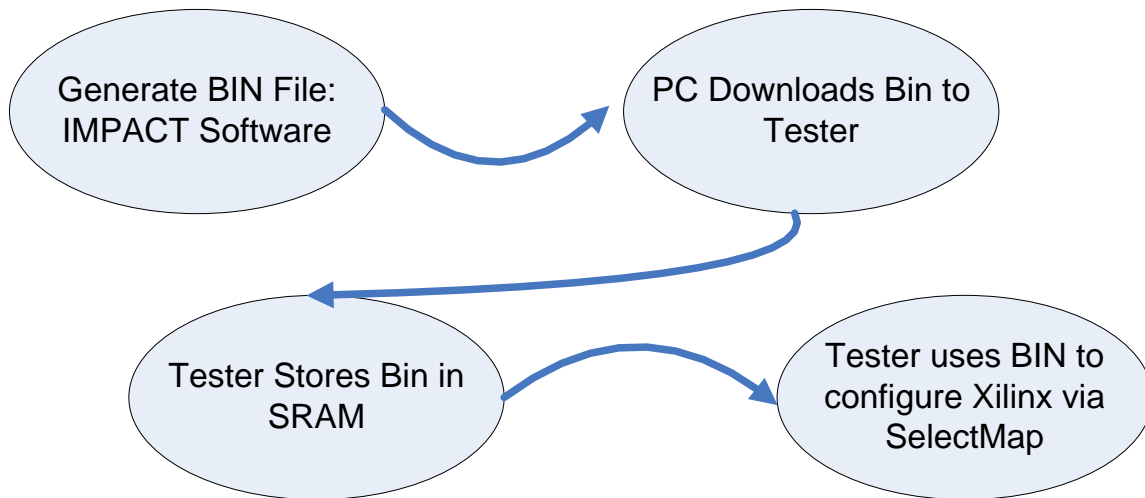 Generate BIN File:
IMPACT Software
PC Downloads Bin to
Tester
Tester Stores Bin in
SRAM
Tester uses BIN to
configure Xilinx via
SelectMap